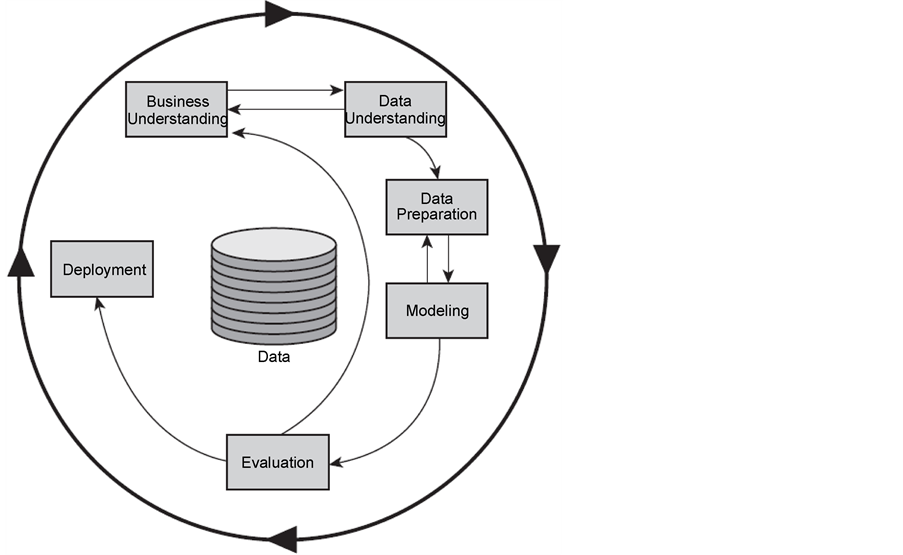 Business
Understanding
Data
Understanding
Data
Preparation
Deployment
Modeling
Data
Evaluation